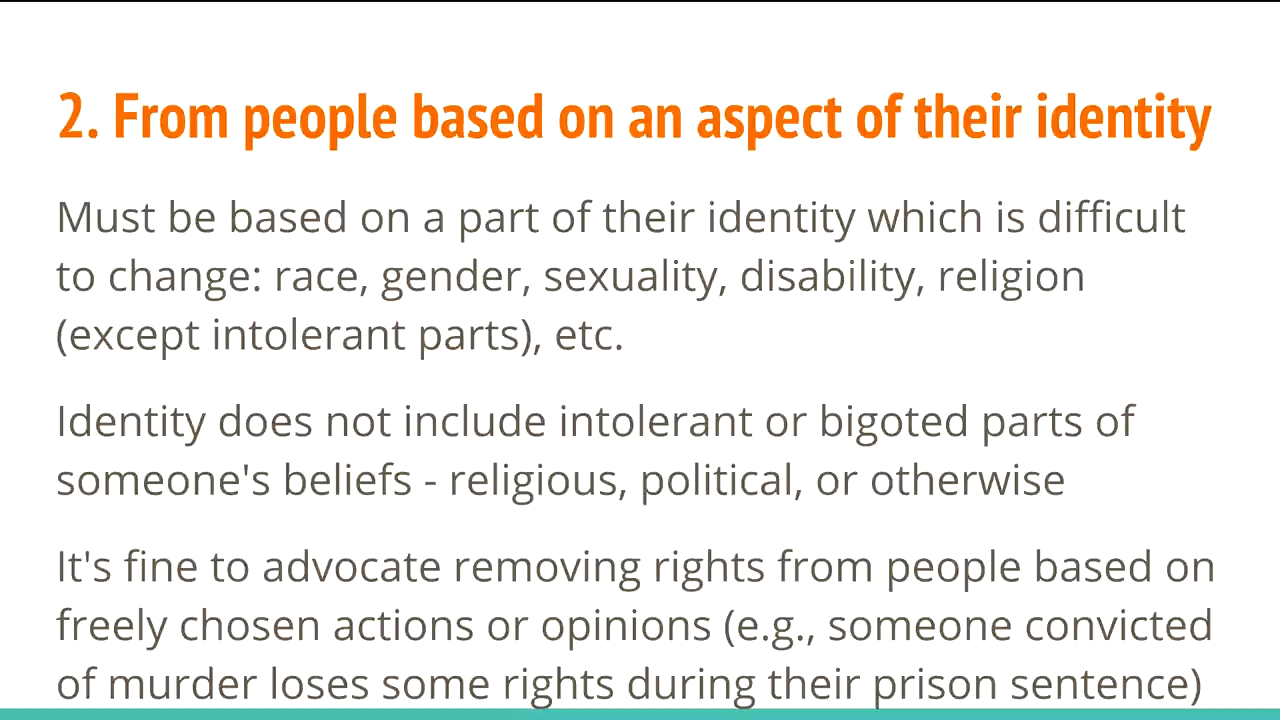 2. From people based on an aspect of their identity
Must be based on a part of their identity which is difficult
to change: race, gender, sexuality, disability, religion
(except intolerant parts), etc.
Identity does not include intolerant or bigoted parts of
someone's beliefs - religious, political, or otherwise
It's fine to advocate removing rights from people based on
freely chosen actions or opinions (e.g., someone convicted
of murder loses some rights during their prison sentence)